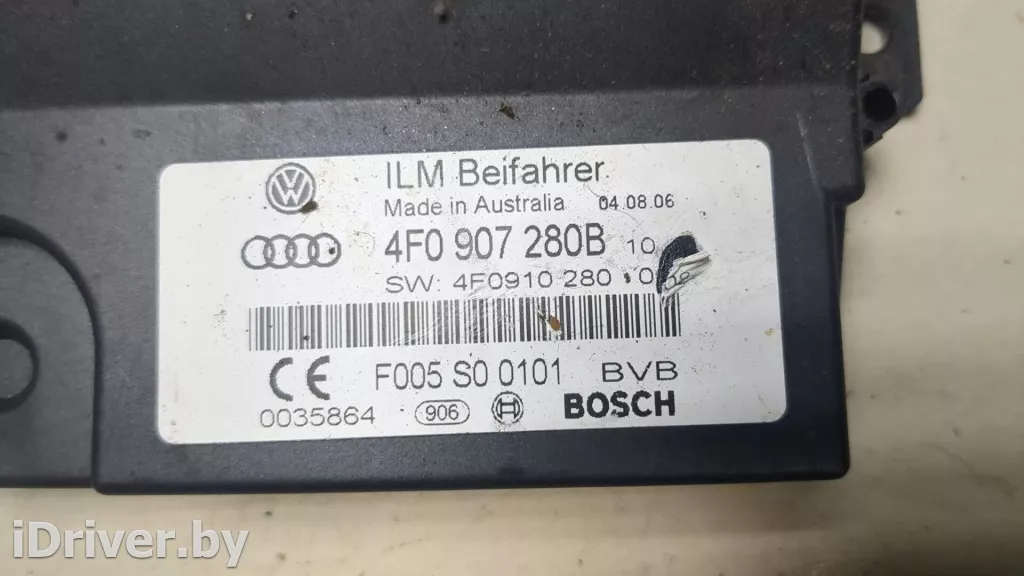 ILM Beifahrer
Made in Australia 04.08.06
4F0 907 280B 10
SW: 4F0910 280
F005 S0 0101 BVB
0035864 906 BOSCH
iDriver.by